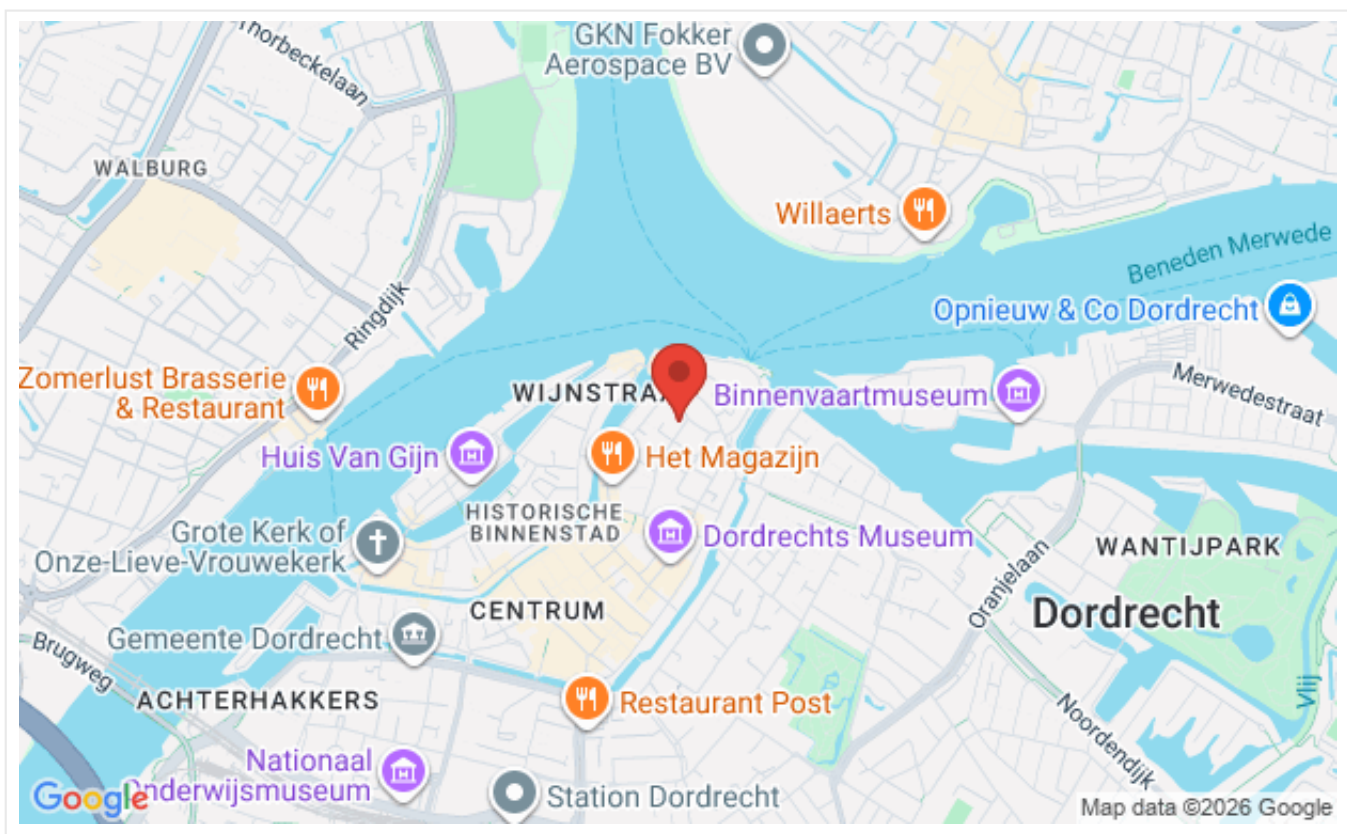 Thorbeckelaan
GKN Fokker
Aerospace BV
WALBURG
Willaerts
Beneden Merwede
Ringdijk
Opnieuw & Co Dordrecht
Zomerlust Brasserie
& Restaurant
WIJNSTRAA
Binnenvaartmuseum
Merwedestraat
Huis Van Gijn
Het Magazijn
HISTORISCHE
BINNENSTAD
Grote Kerk of
Onze-Lieve-Vrouwekerk
Dordrechts Museum
WANTIJPARK
Oranjelaan
CENTRUM
Dordrecht
Gemeente Dordrecht
Brugweg
ACHTERHAKKERS
Restaurant Post
Vlij
Noordendijk
Nationaal
Onderwijsmuseum
Station Dordrecht
Google
Map data ©2026 Google